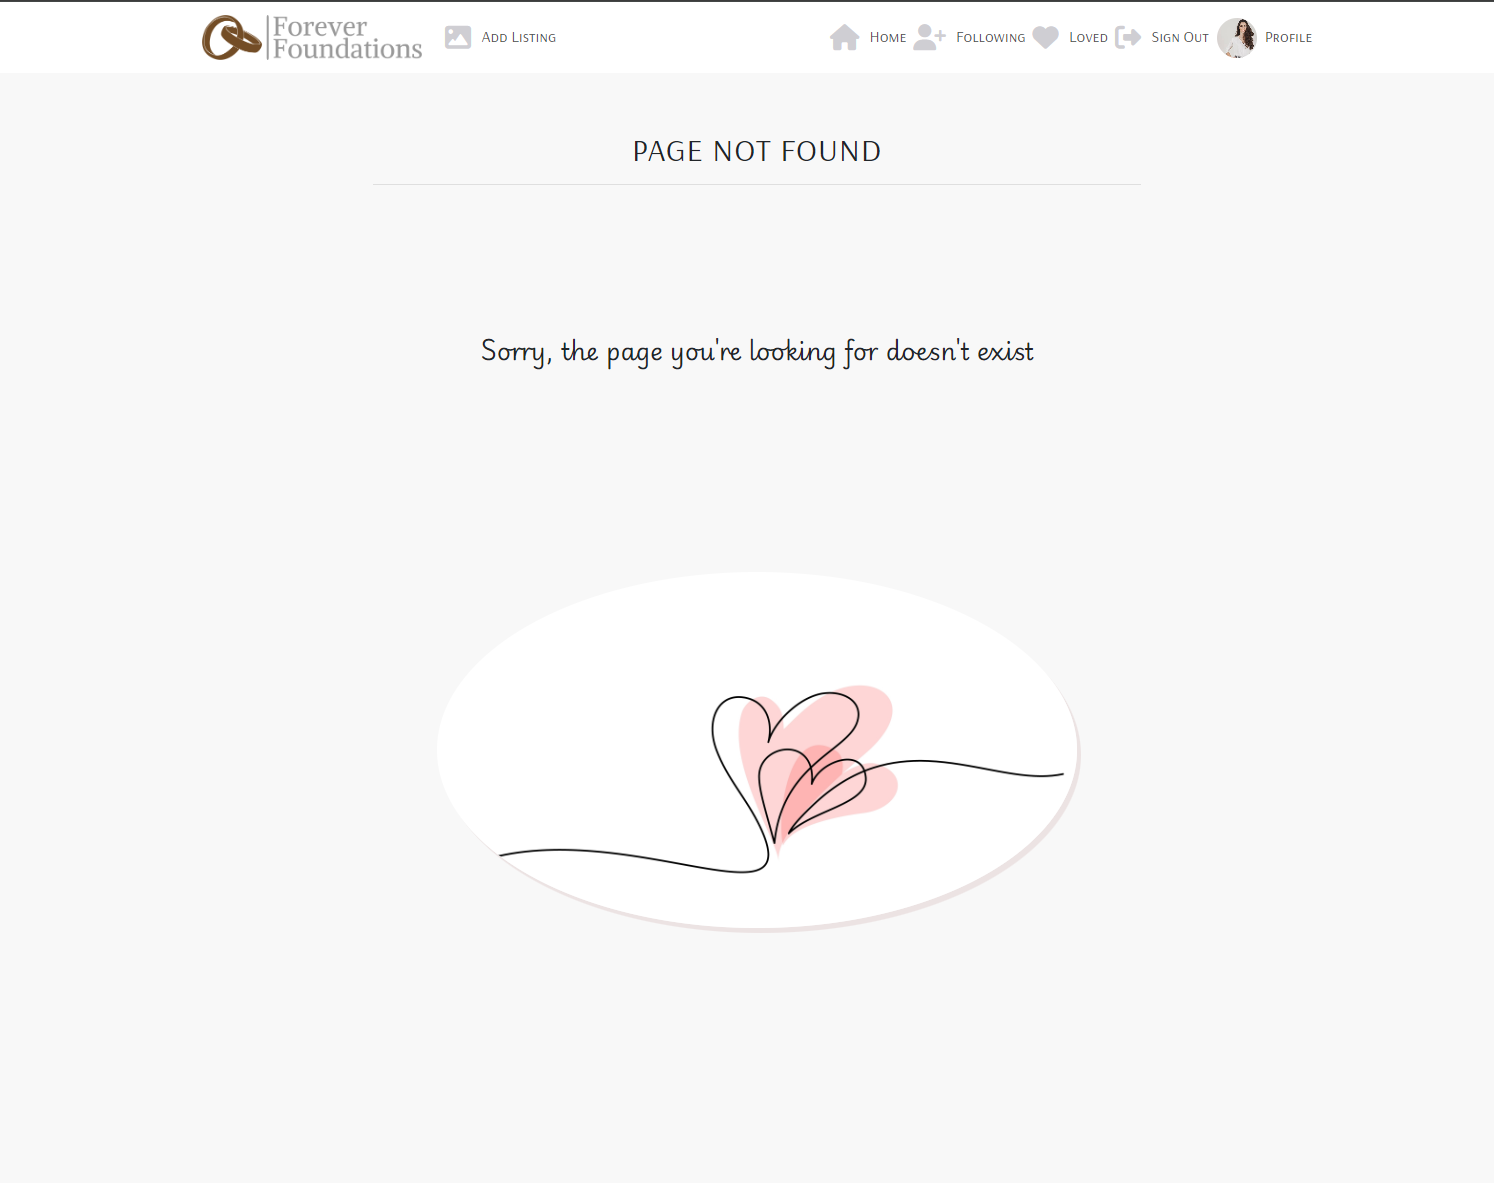 Forever
Foundations
Add Listing
Home
Following
Loved
Sign Out
Profile
PAGE NOT FOUND
Sorry, the page you're looking for doesn't exist